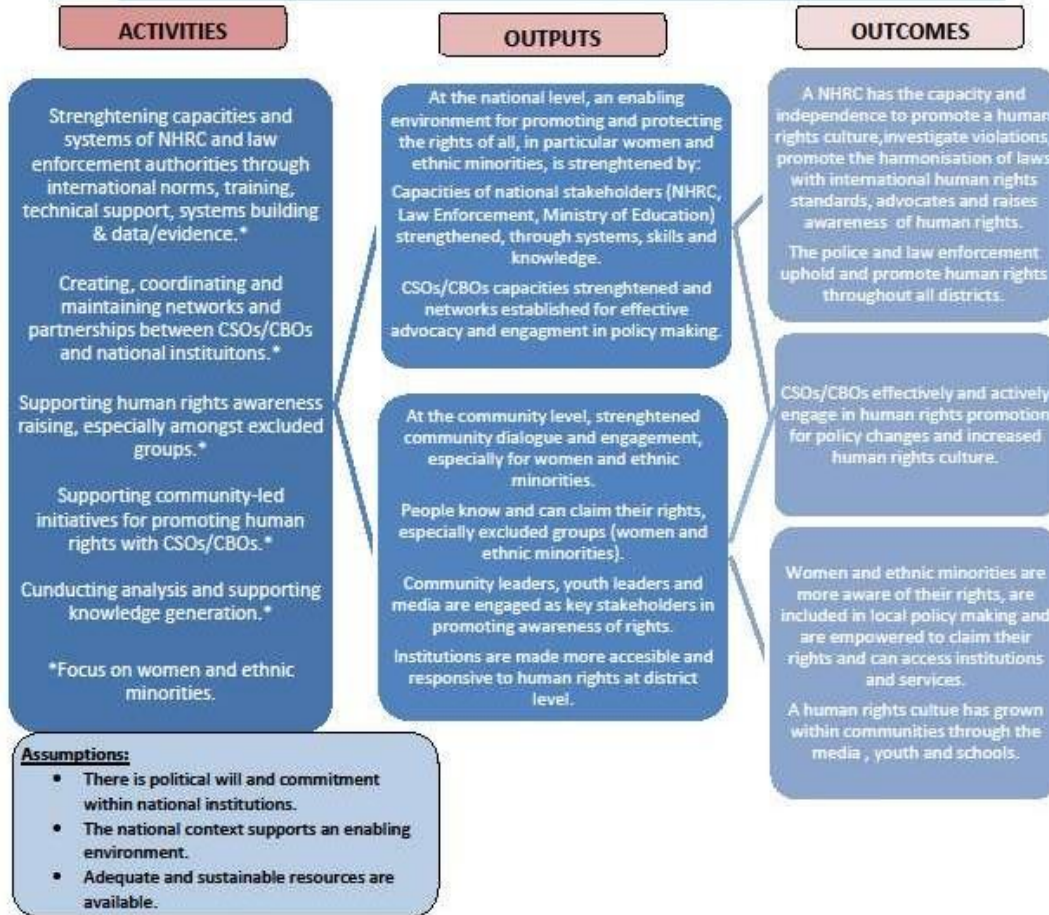 ACTIVITIES
Strenghtening capacities and
systems of NHRC and law
enforcement authorities through
international norms, training,
technical support, systems building
& data/evidence.*
Creating, coordinating and
maintaining networks and
partnerships between CSOs/CBOs
and national instituitons.*
Supporting human rights awareness
raising, especially amongst excluded
groups.*
Supporting community-led
initiatives for promoting human
rights with CSOs/CBOs.*
Cunducting analysis and supporting
knowledge generation.*
*Focus on women and ethnic
minorities.
Assumptions:
• There is political will and commitment
within national institutions.
• The national context supports an enabling
environment.
• Adequate and sustainable resources are
available.
OUTPUTS
At the national level, an enabling
environment for promoting and protecting
the rights of all, in particular women and
ethnic minorities, is strenghtened by:
Capacities of national stakeholders (NHRC,
Law Enforcement, Ministry of Education)
strengthened, through systems, skills and
knowledge.
CSOs/CBOs capacities strenghtened and
networks established for effective
advocacy and engagment in policy making.
At the community level, strenghtened
community dialogue and engagement,
especially for women and ethnic
minorities.
People know and can claim their rights,
especially excluded groups (women and
ethnic minorities).
Community leaders, youth leaders and
media are engaged as key stakeholders in
promoting awareness of rights.
Institutions are made more accesible and
responsive to human rights at district
level.
OUTCOMES
A NHRC has the capacity and
independence to promote a human
rights culture,investigate violations,
promote the harmonisation of laws
with international human rights
standards, advocates and raises
awareness of human rights.
The police and law enforcement
uphold and promote human rights
throughout all districts.
CSOs/CBOs effectively and actively
engage in human rights promotion
for policy changes and increased
human rights culture.
Women and ethnic minorities are
more aware of their rights, are
included in local policy making and
are empowered to claim their
rights and can access institutions
and services.
A human rights cultue has grown
within communities through the
media , youth and schools.